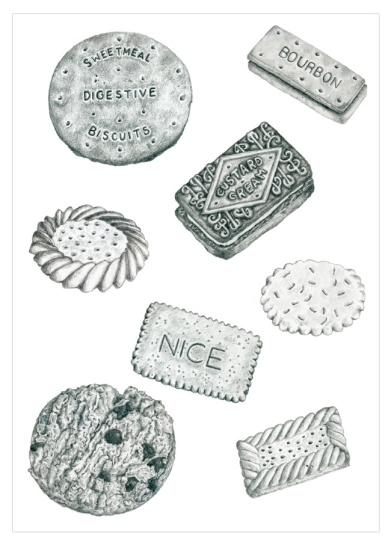 SWEETMEAL
DIGESTIVE
BISCUITS
BOURBON
CUSTARD
CREAM
NICE